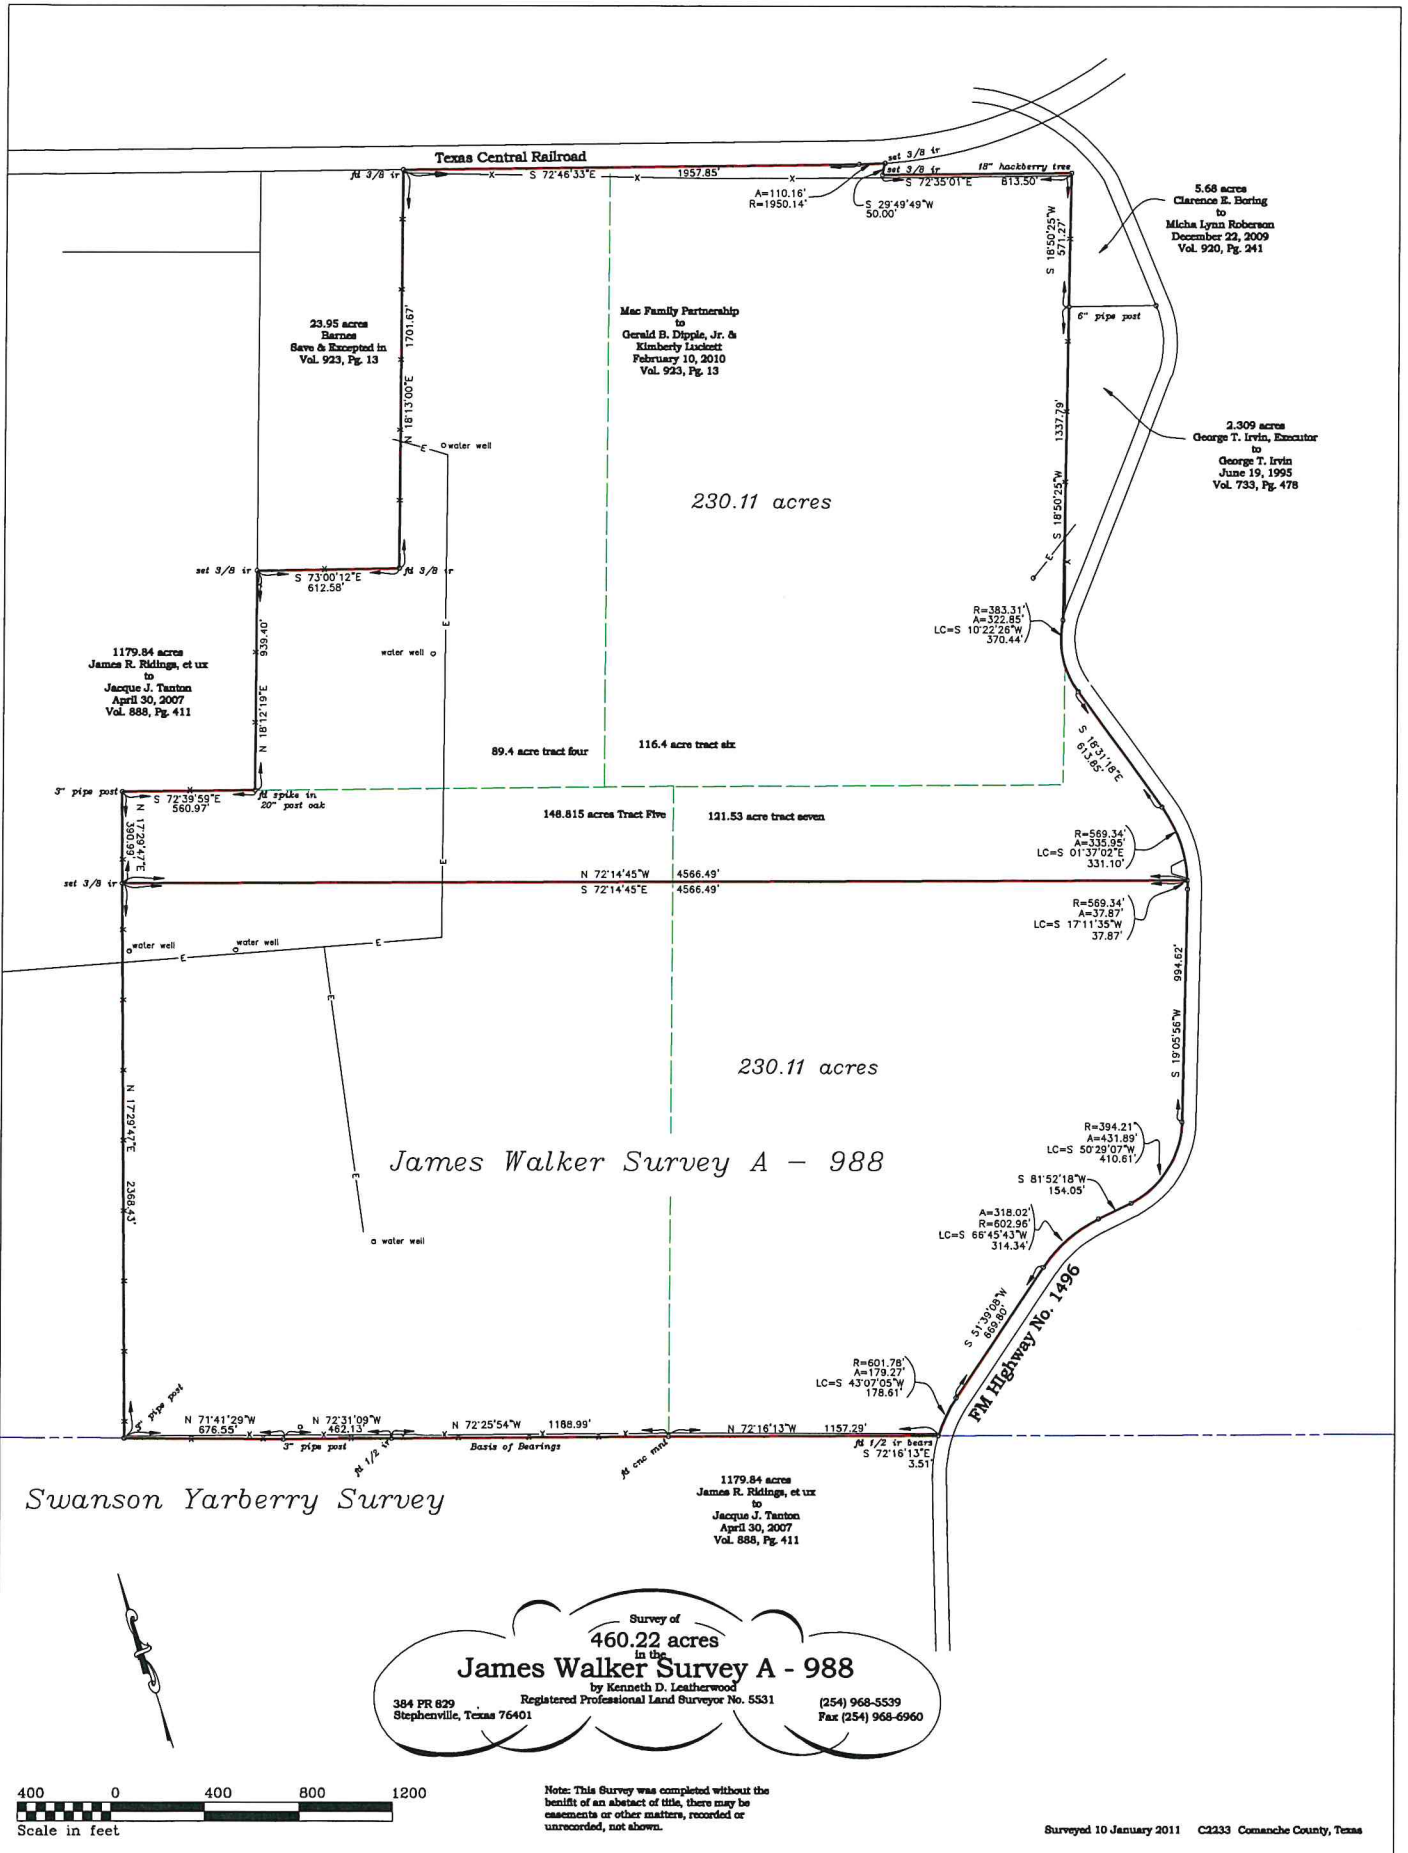 Texas Central Railroad
fd 3/8 ir
S 72°46'33"E
1957.85'
set 3/8 ir
set 3/8 ir
18" hackberry tree
S 72°35'01"E
813.50'
A=110.16'
R=1950.14'
S 29°49'49"W
50.00'
5.68 acres
Clarence E. Boring
to
Micha Lynn Roberson
December 22, 2009
Vol. 920, Pg. 241
S 18°50'25"W
571.27'
6" pipe post
23.95 acres
Barnes
Save & Excepted in
Vol. 923, Pg. 13
N 18°13'00"E
1701.67'
Mac Family Partnership
to
Gerald B. Dipple, Jr. &
Kimberly Luckett
February 10, 2010
Vol. 923, Pg. 13
2.309 acres
George T. Irvin, Executor
to
George T. Irvin
June 19, 1995
Vol. 733, Pg. 478
S 18°50'25"W
1337.79'
E
water well
230.11 acres
E
set 3/8 ir
S 73°00'12"E
612.58'
fd 3/8 ir
R=383.31'
A=322.85'
LC=S 10°22'26"W
370.44'
E
water well
1179.84 acres
James R. Ridings, et ux
to
Jacque J. Tanton
April 30, 2007
Vol. 888, Pg. 411
N 18°12'19"E
939.40'
S 18°31'18"E
613.85'
89.4 acre tract four
116.4 acre tract six
3" pipe post
S 72°39'59"E
560.97'
fd spike in
20" post oak
148.815 acres Tract Five
121.53 acre tract seven
N 17°29'47"E
390.99'
R=569.34'
A=335.95'
LC=S 01°37'02"E
331.10'
E
set 3/8 ir
N 72°14'45"W
4566.49'
S 72°14'45"E
4566.49'
R=569.34'
A=37.87'
LC=S 17°11'35"W
37.87'
water well
water well
E
E
E
S 19°05'56"W
994.62'
230.11 acres
N 17°29'47"E
2368.43'
James Walker Survey A - 988
E
R=394.21'
A=431.89'
LC=S 50°29'07"W
410.61'
S 81°52'18"W
154.05'
A=318.02'
R=602.96'
LC=S 66°45'43"W
314.34'
water well
S 51°39'08"W
669.80'
FM Highway No. 1496
R=601.78'
A=179.27'
LC=S 43°07'05"W
178.61'
pipe post
N 71°41'29"W
676.55'
N 72°31'09"W
462.13'
N 72°25'54"W
1188.99'
N 72°16'13"W
1157.29'
3" pipe post
fd 1/2 ir
Basis of Bearings
fd cnc mnt
fd 1/2 ir bears
S 72°16'13"E
3.51'
Swanson Yarberry Survey
1179.84 acres
James R. Ridings, et ux
to
Jacque J. Tanton
April 30, 2007
Vol. 888, Pg. 411
Survey of
460.22 acres
in the
James Walker Survey A - 988
by Kenneth D. Leatherwood
Registered Professional Land Surveyor No. 5531
384 PR 829
Stephenville, Texas 76401
(254) 968-5539
Fax (254) 968-6960
400 0 400 800 1200
Scale in feet
Note: This Survey was completed without the
benifit of an abstact of title, there may be
easements or other matters, recorded or
unrecorded, not shown.
Surveyed 10 January 2011 C2233 Comanche County, Texas